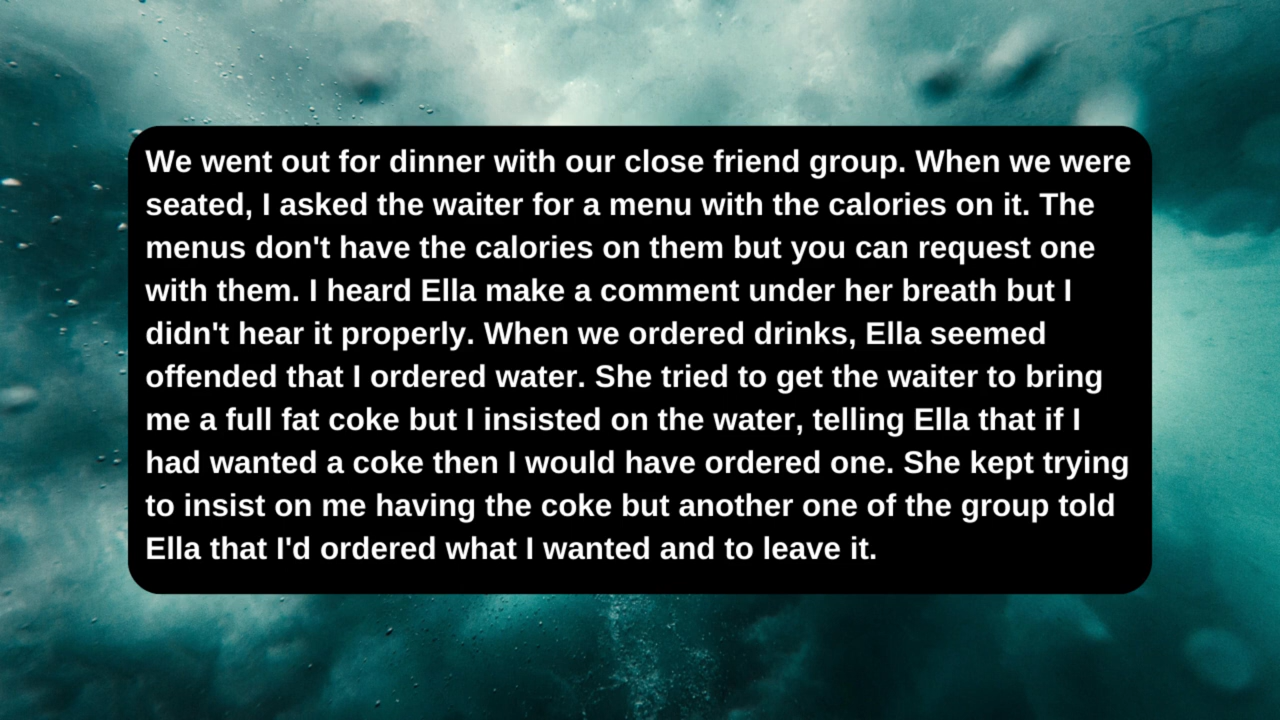 We went out for dinner with our close friend group. When we were
seated, I asked the waiter for a menu with the calories on it. The
menus don't have the calories on them but you can request one
with them. I heard Ella make a comment under her breath but I
didn't hear it properly. When we ordered drinks, Ella seemed
offended that I ordered water. She tried to get the waiter to bring
me a full fat coke but I insisted on the water, telling Ella that if I
had wanted a coke then I would have ordered one. She kept trying
to insist on me having the coke but another one of the group told
Ella that I'd ordered what I wanted and to leave it.